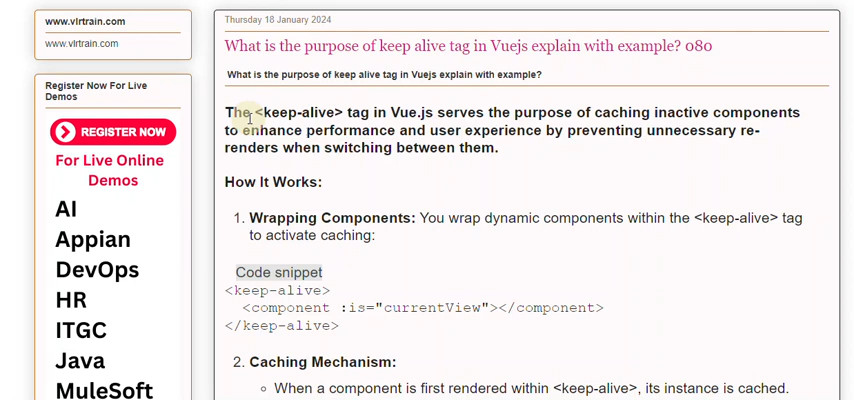 www.vlrtrain.com
www.vlrtrain.com
Register Now For Live
Demos
REGISTER NOW
For Live Online
Demos
AI
Appian
DevOps
HR
ITGC
Java
MuleSoft
Thursday 18 January 2024
What is the purpose of keep alive tag in Vuejs explain with example? 080
What is the purpose of keep alive tag in Vuejs explain with example?
The <keep-alive> tag in Vue.js serves the purpose of caching inactive components
to enhance performance and user experience by preventing unnecessary re-
renders when switching between them.
How It Works:
1. Wrapping Components: You wrap dynamic components within the <keep-alive> tag
to activate caching:
Code snippet
<keep-alive>
<component :is="currentView"></component>
</keep-alive>
2. Caching Mechanism:
When a component is first rendered within <keep-alive>, its instance is cached.